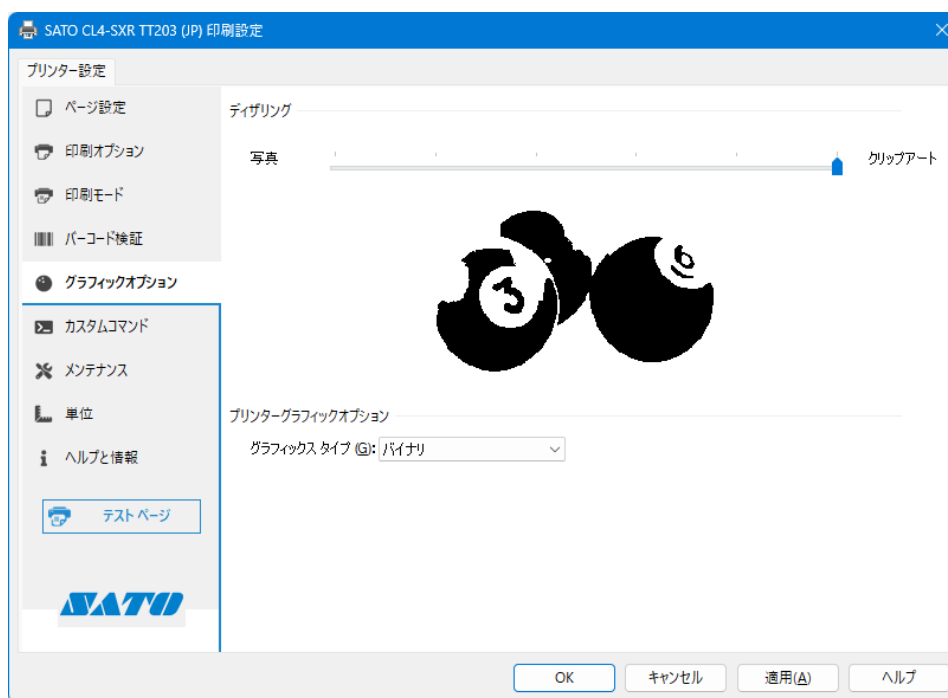 SATO CL4-SXR TT203 (JP) 印刷設定
プリンター設定
ページ設定
印刷オプション
印刷モード
バーコード検証
グラフィックオプション
カスタムコマンド
メンテナンス
単位
ヘルプと情報
テスト ページ
SATO
ディザリング
写真
クリップアート
3
6
プリンターグラフィックオプション
グラフィックス タイプ (G): バイナリ
OK
キャンセル
適用(A)
ヘルプ